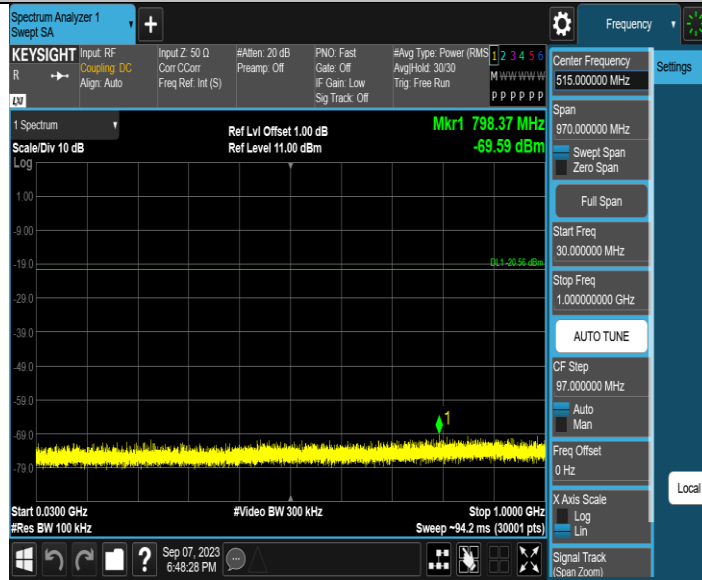 Spectrum Analyzer 1
Swept SA
Frequency
KEYSIGHT
R
LXI
Input: RF
Coupling: DC
Align: Auto
Input Z: 50 Ω
Corr CCorr
Freq Ref: Int (S)
#Atten: 20 dB
Preamp: Off
PNO: Fast
Gate: Off
IF Gain: Low
Sig Track: Off
#Avg Type: Power (RMS
Avg|Hold: 30/30
Trig: Free Run
1 2 3 4 5 6
M W W W W W
P P P P P P
Center Frequency
515.000000 MHz
Settings
1 Spectrum
Scale/Div 10 dB
Log
Ref Lvl Offset 1.00 dB
Ref Level 11.00 dBm
Mkr1 798.37 MHz
-69.59 dBm
1.00
-9.00
-19.0
DL1 -20.56 dBm
-29.0
-39.0
-49.0
-59.0
1
-69.0
-79.0
Start 0.0300 GHz
#Res BW 100 kHz
#Video BW 300 kHz
Stop 1.0000 GHz
Sweep ~94.2 ms (30001 pts)
Span
970.000000 MHz
Swept Span
Zero Span
Full Span
Start Freq
30.000000 MHz
Stop Freq
1.000000000 GHz
AUTO TUNE
CF Step
97.000000 MHz
Auto
Man
Freq Offset
0 Hz
X Axis Scale
Log
Lin
Signal Track
(Span Zoom)
Local
?
Sep 07, 2023
6:48:28 PM